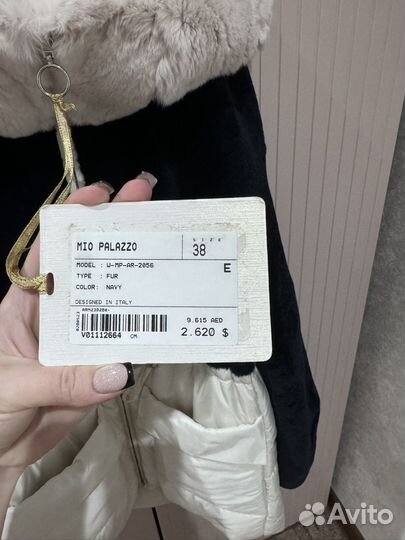 MIO PALAZZO
SIZE
38
MODEL : W-MP-AR-2056
E
TYPE : FUR
COLOR: NAVY
DESIGNED IN ITALY
9.615 AED
V01112664 CM.
2.620 $
Avito